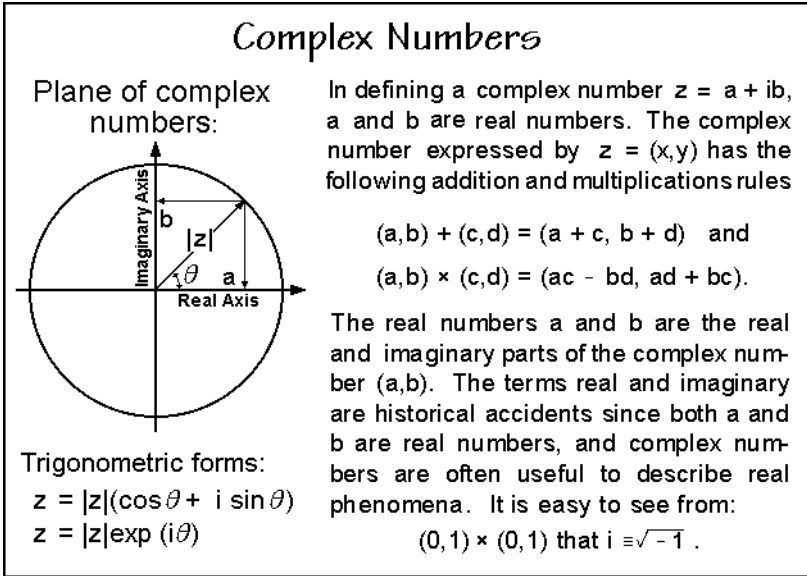 Complex Numbers
Plane of complex
numbers:
Imaginary Axis
b
|z|
θ
a
Real Axis
Trigonometric forms:
z = |z|(cos θ + i sin θ)
z = |z|exp (iθ)
In defining a complex number z = a + ib,
a and b are real numbers. The complex
number expressed by z = (x,y) has the
following addition and multiplications rules
(a,b) + (c,d) = (a + c, b + d) and
(a,b) × (c,d) = (ac - bd, ad + bc).
The real numbers a and b are the real
and imaginary parts of the complex num-
ber (a,b). The terms real and imaginary
are historical accidents since both a and
b are real numbers, and complex num-
bers are often useful to describe real
phenomena. It is easy to see from:
(0,1) × (0,1) that i ≡ √-1 .